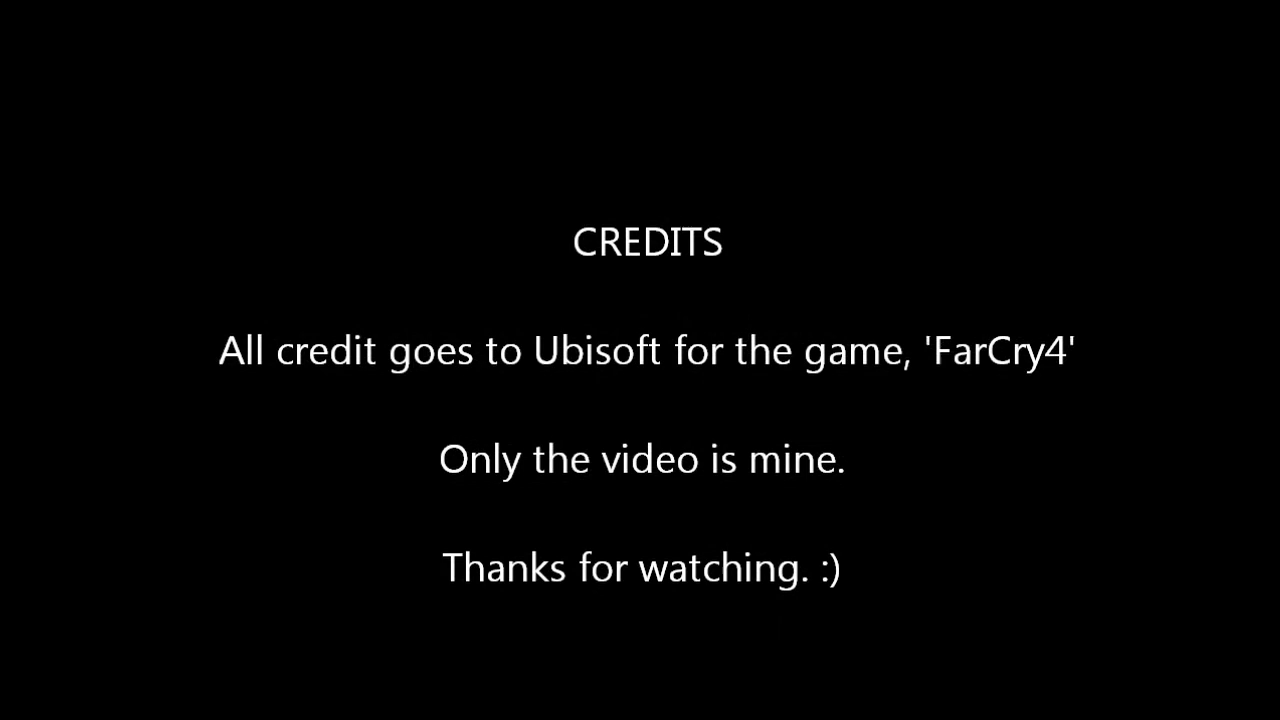 CREDITS
All credit goes to Ubisoft for the game, 'FarCry4'
Only the video is mine.
Thanks for watching. :)